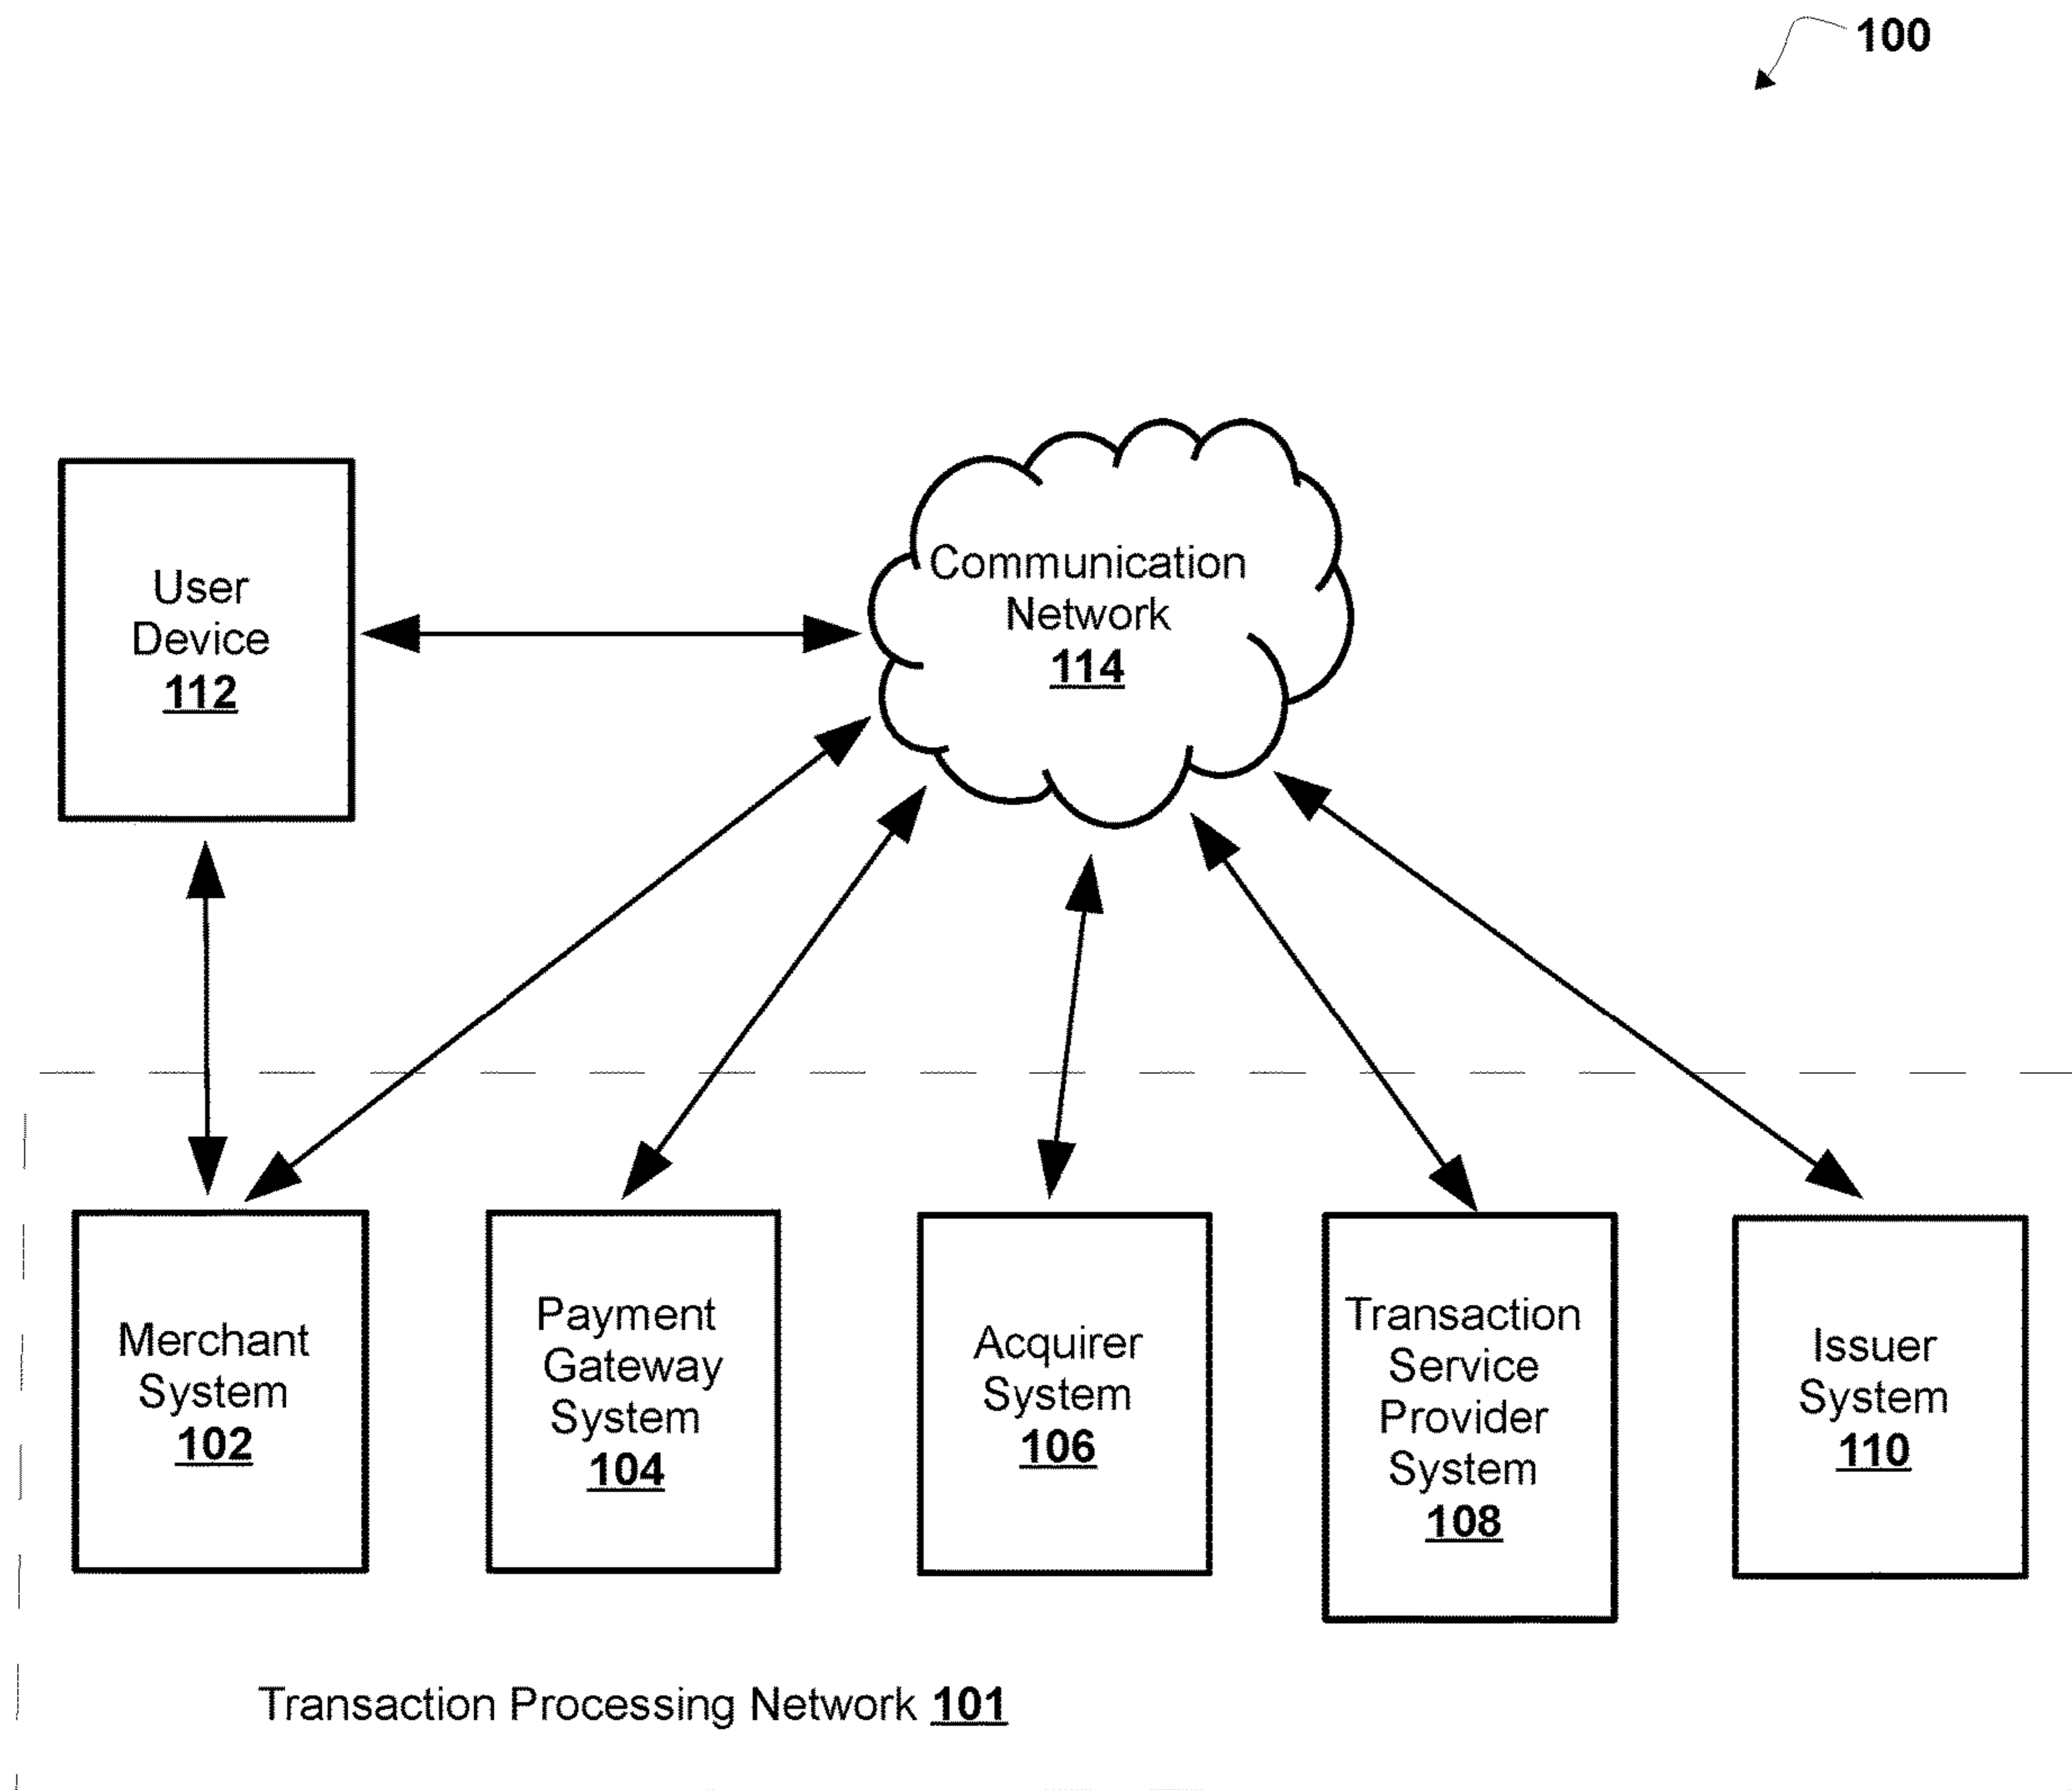 100
Communication
Network
114
User
Device
112
Merchant
System
102
Payment
Gateway
System
104
Acquirer
System
106
Transaction
Service
Provider
System
108
Issuer
System
110
Transaction Processing Network 101